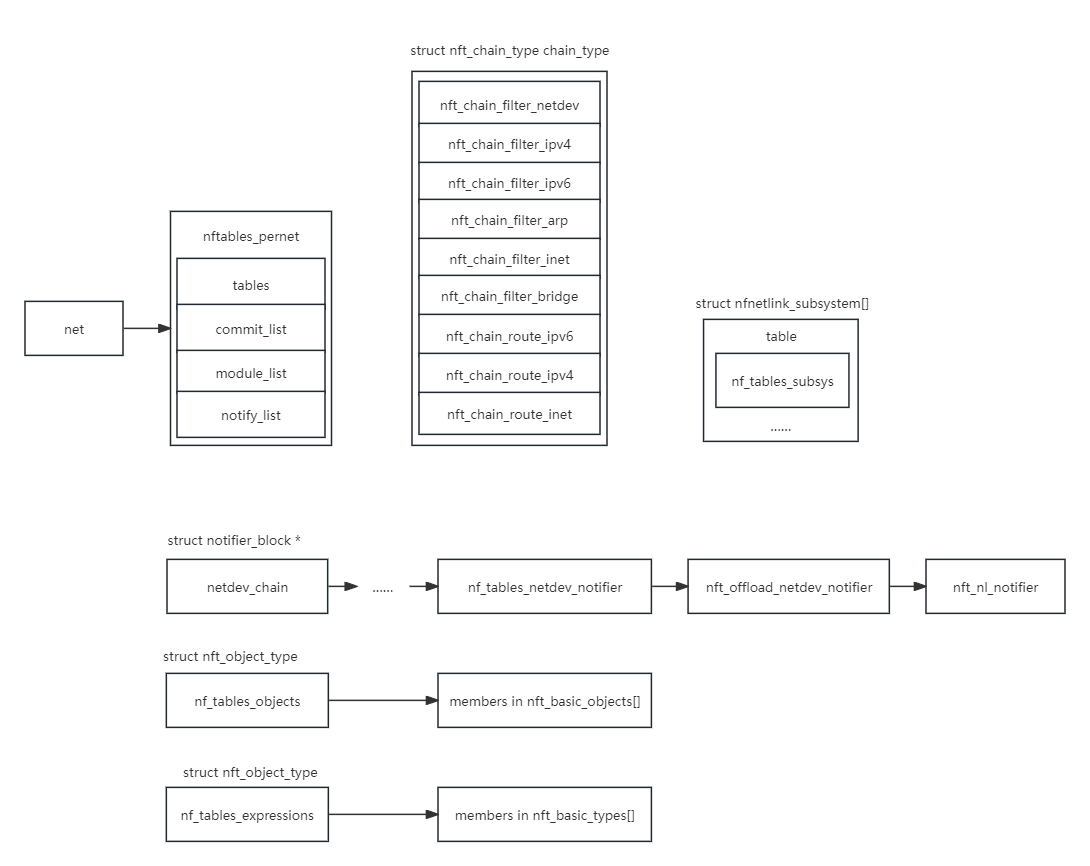 struct nft_chain_type chain_type
nft_chain_filter_netdev
nft_chain_filter_ipv4
nft_chain_filter_ipv6
nft_chain_filter_arp
nft_chain_filter_inet
nft_chain_filter_bridge
nft_chain_route_ipv6
nft_chain_route_ipv4
nft_chain_route_inet
net
nftables_pernet
tables
commit_list
module_list
notify_list
struct nfnetlink_subsystem[]
table
nf_tables_subsys
......
struct notifier_block *
netdev_chain
......
nf_tables_netdev_notifier
nft_offload_netdev_notifier
nft_nl_notifier
struct nft_object_type
nf_tables_objects
members in nft_basic_objects[]
struct nft_object_type
nf_tables_expressions
members in nft_basic_types[]